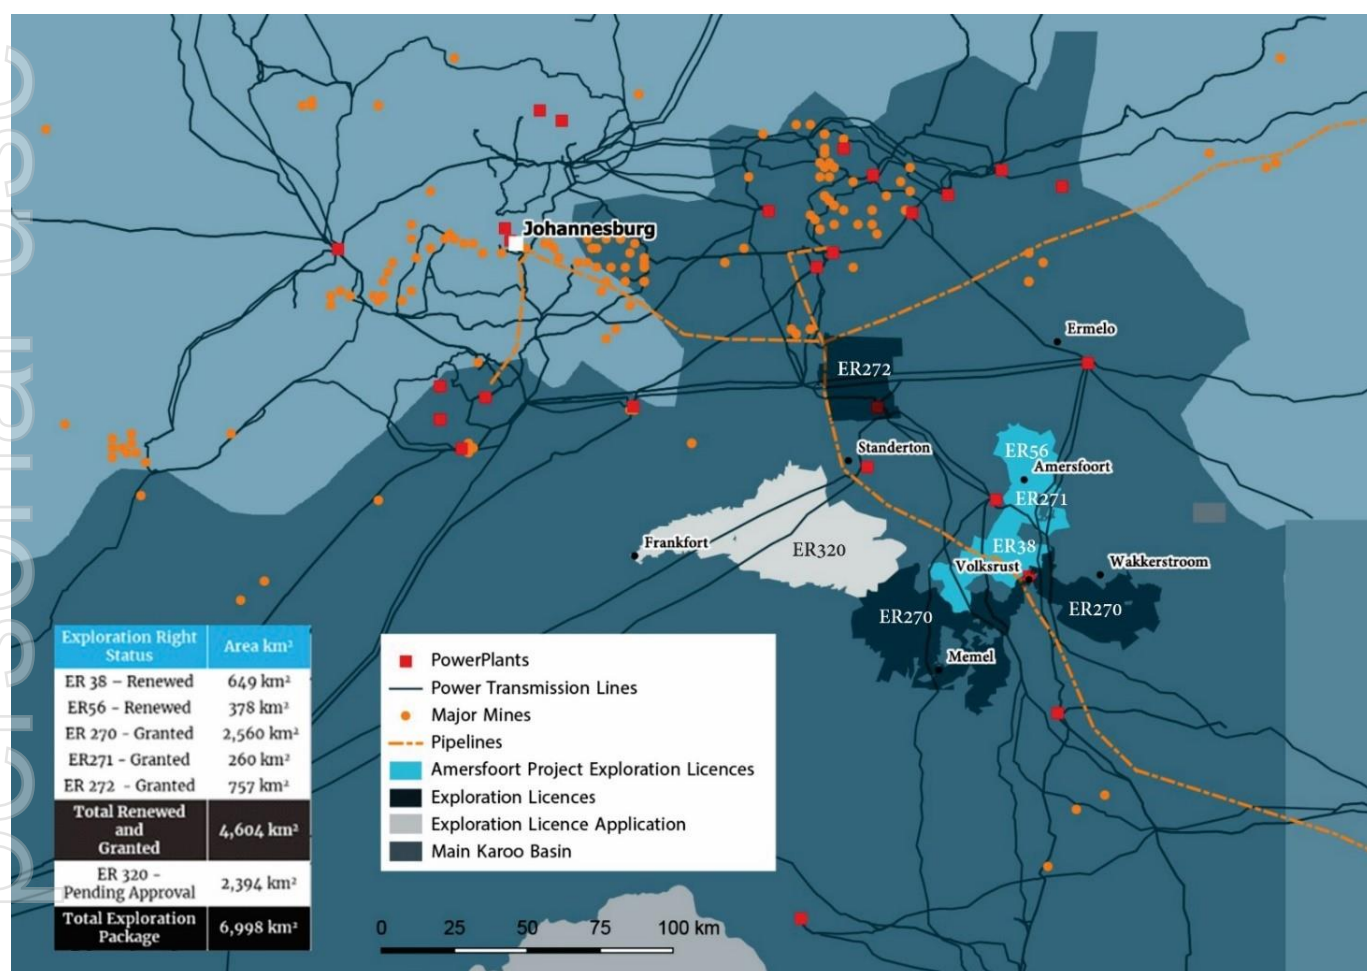 personal use
Johannesburg
Ermelo
ER272
Standerton
ER56
Amersfoort
ER271
Frankfort
ER320
ER38
Volksrust
Wakkerstroom
ER270
ER270
Memel
Exploration Right
Status
Area km²
ER 38 – Renewed
649 km²
ER56 - Renewed
378 km²
ER 270 - Granted
2,560 km²
ER271 - Granted
260 km²
ER 272 - Granted
757 km²
Total Renewed
and
Granted
4,604 km²
ER 320 -
Pending Approval
2,394 km²
Total Exploration
Package
6,998 km²
PowerPlants
Power Transmission Lines
Major Mines
Pipelines
Amersfoort Project Exploration Licences
Exploration Licences
Exploration Licence Application
Main Karoo Basin
0 25 50 75 100 km